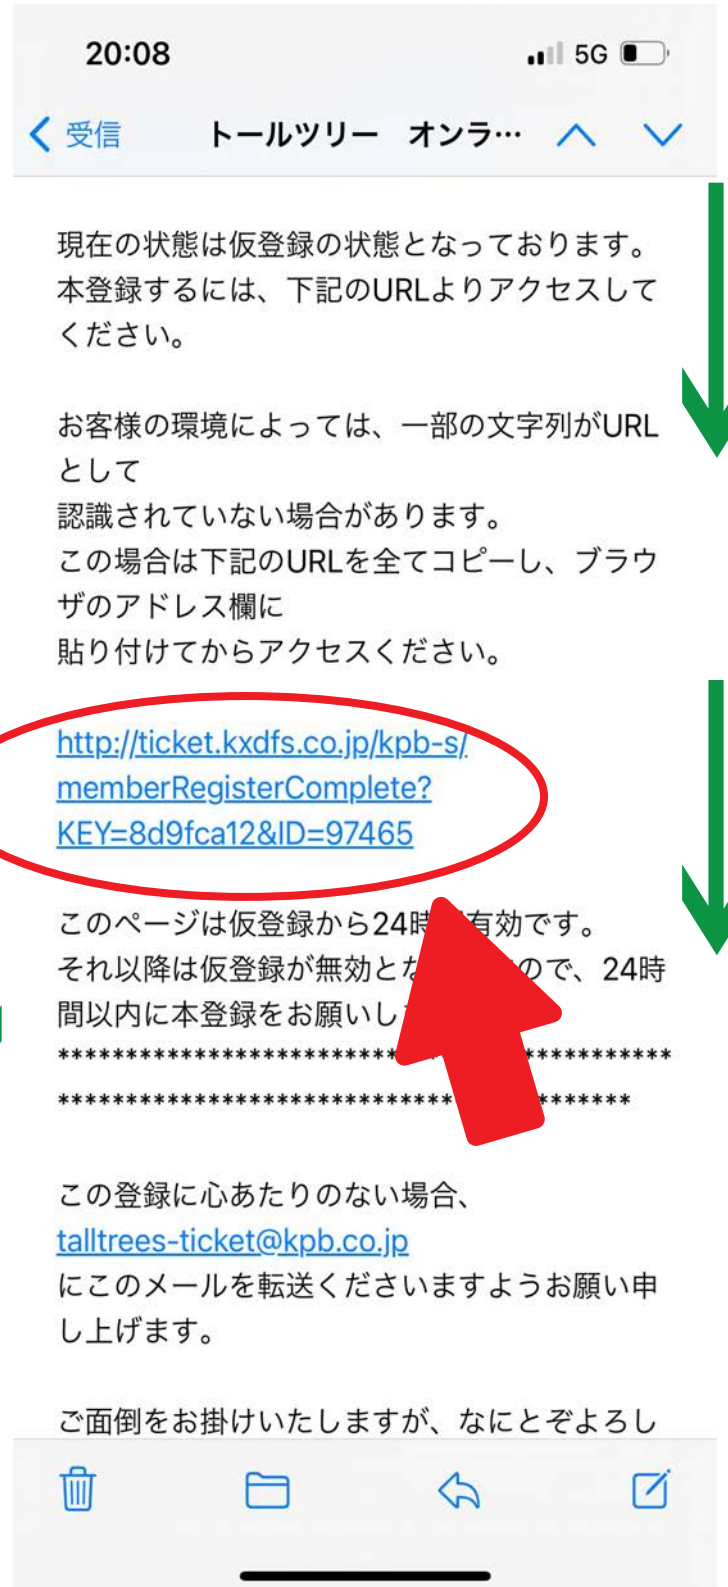 20:08
5G
受信 トールツリー オンラ…
現在の状態は仮登録の状態となっております。
本登録するには、下記のURLよりアクセスして
ください。
お客様の環境によっては、一部の文字列がURL
として
認識されていない場合があります。
この場合は下記のURLを全てコピーし、ブラウ
ザのアドレス欄に
貼り付けてからアクセスください。
http://ticket.kxdfs.co.jp/kpb-s/
memberRegisterComplete?
KEY=8d9fca12&ID=97465
このページは仮登録から24時 有効です。
それ以降は仮登録が無効とな ので、24時
間以内に本登録をお願いし
********************************************
******************************************
この登録に心あたりのない場合、
talltrees-ticket@kpb.co.jp
にこのメールを転送くださいますようお願い申
し上げます。
ご面倒をお掛けいたしますが、なにとぞよろし